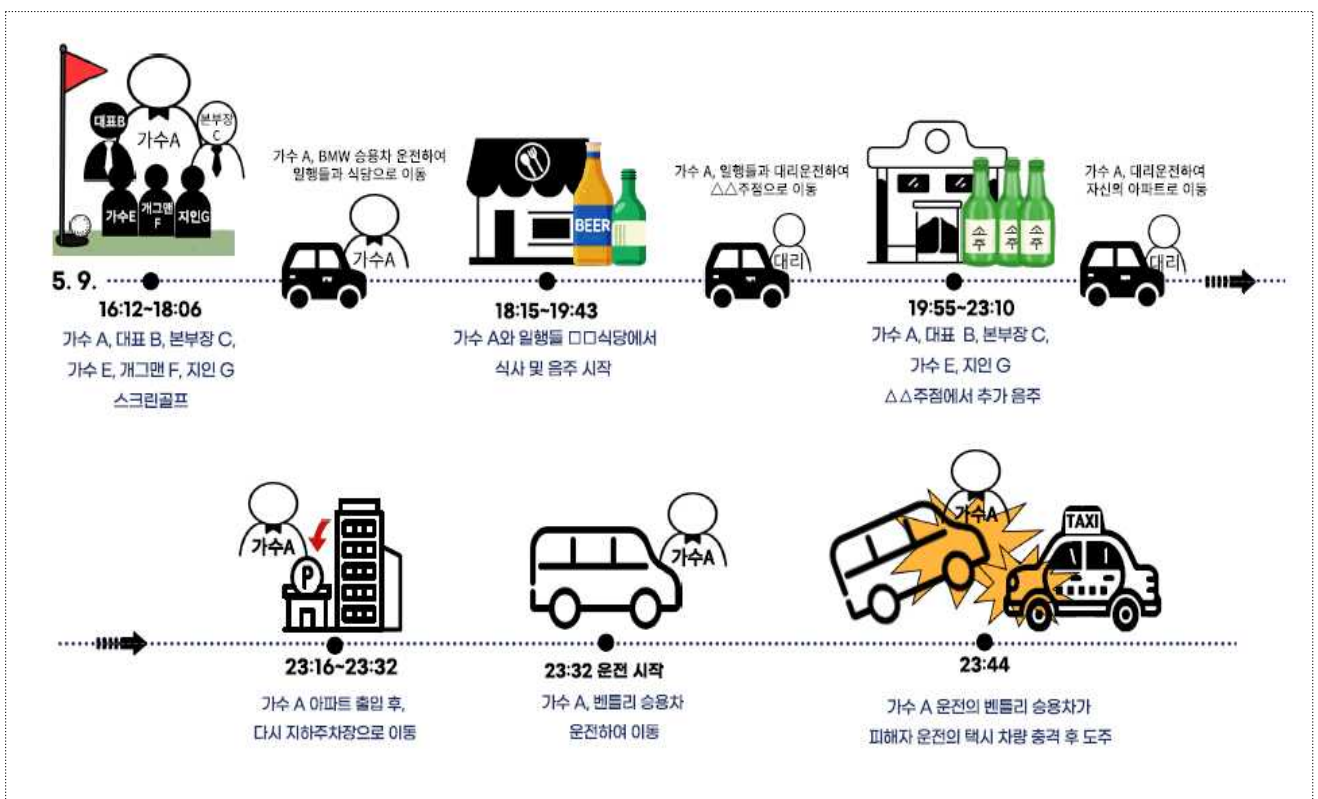 대표B
가수A
본부장
C
가수E
개그맨
F
지인G
가수 A, BMW 승용차 운전하여
일행들과 식당으로 이동
가수A
BEER
가수 A, 일행들과 대리운전하여
△△주점으로 이동
대리
소주
소주
소주
가수 A, 대리운전하여
자신의 아파트로 이동
대리
5. 9.
16:12~18:06
가수 A, 대표 B, 본부장 C,
가수 E, 개그맨 F, 지인 G
스크린골프
18:15~19:43
가수 A와 일행들 □□식당에서
식사 및 음주 시작
19:55~23:10
가수 A, 대표 B, 본부장 C,
가수 E, 지인 G
△△주점에서 추가 음주
가수A
P
23:16~23:32
가수 A 아파트 출입 후,
다시 지하주차장으로 이동
가수A
23:32 운전 시작
가수 A, 벤틀리 승용차
운전하여 이동
가수A
TAXI
23:44
가수 A 운전의 벤틀리 승용차가
피해자 운전의 택시 차량 충격 후 도주